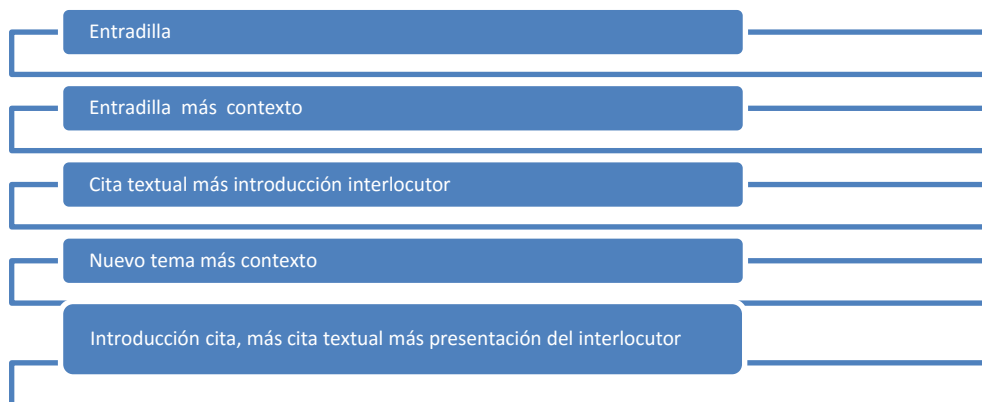 Entradilla
Entradilla más contexto
Cita textual más introducción interlocutor
Nuevo tema más contexto
Introducción cita, más cita textual más presentación del interlocutor